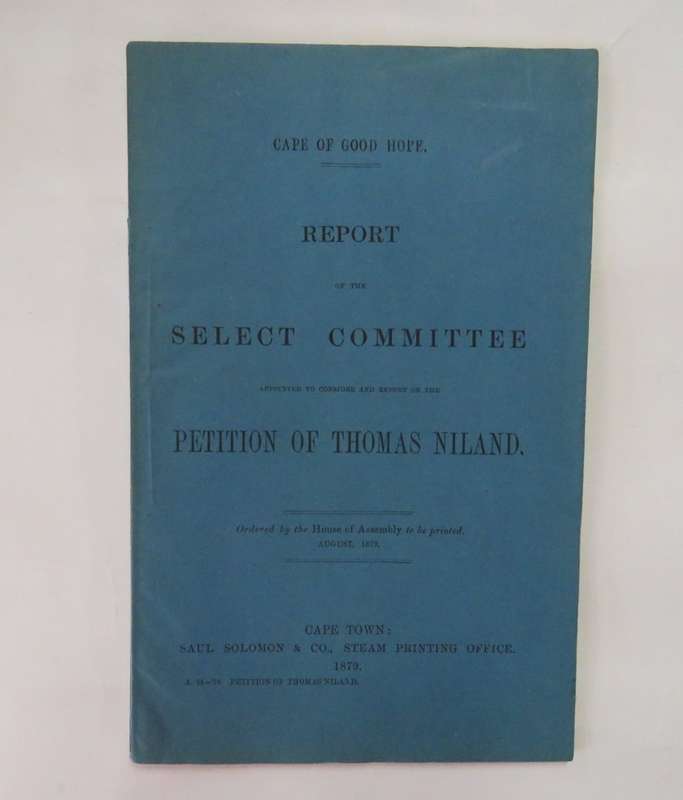 CAPE OF GOOD HOPE.
REPORT
OF THE
SELECT COMMITTEE
APPOINTED TO CONSIDER AND REPORT ON THE
PETITION OF THOMAS NILAND.
Ordered by the House of Assembly to be printed.
AUGUST, 1879.
CAPE TOWN:
SAUL SOLOMON & CO., STEAM PRINTING OFFICE.
1879.
PETITION OF THOMAS NILAND.